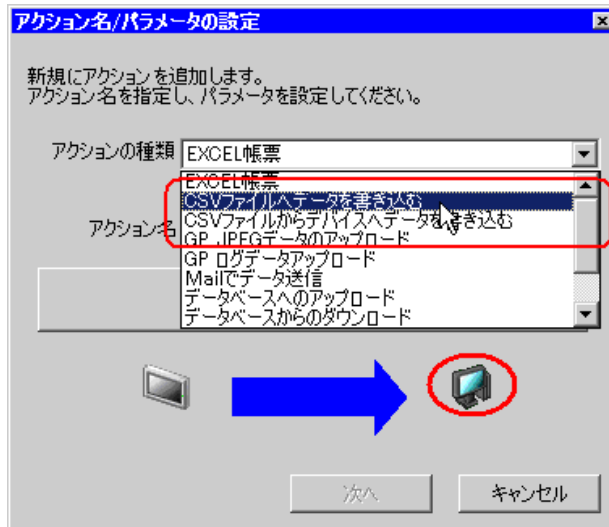 アクション名/パラメータの設定
新規にアクションを追加します。
アクション名を指定し、パラメータを設定してください。
アクションの種類 EXCEL帳票
EXCEL帳票
CSVファイルへデータを書き込む
アクション名 CSVファイルからデバイスへデータを書き込む
GP JPEGデータのアップロード
GP ログデータアップロード
Mailでデータ送信
データベースへのアップロード
データベースからのダウンロード
次へ キャンセル